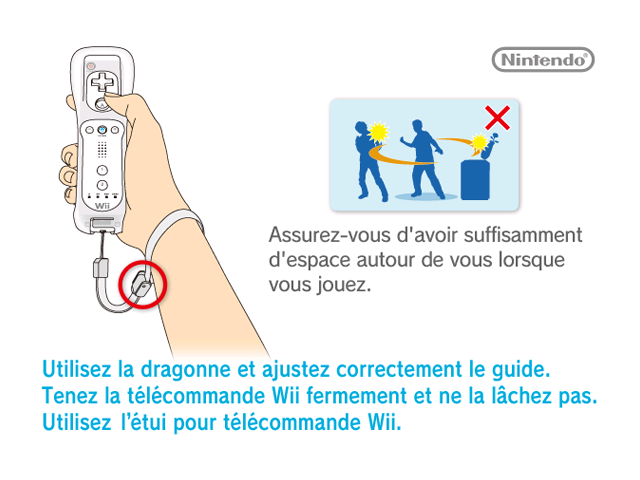 Nintendo®
Wii
Assurez-vous d'avoir suffisamment
d'espace autour de vous lorsque
vous jouez.
Utilisez la dragonne et ajustez correctement le guide.
Tenez la télécommande Wii fermement et ne la lâchez pas.
Utilisez l'étui pour télécommande Wii.